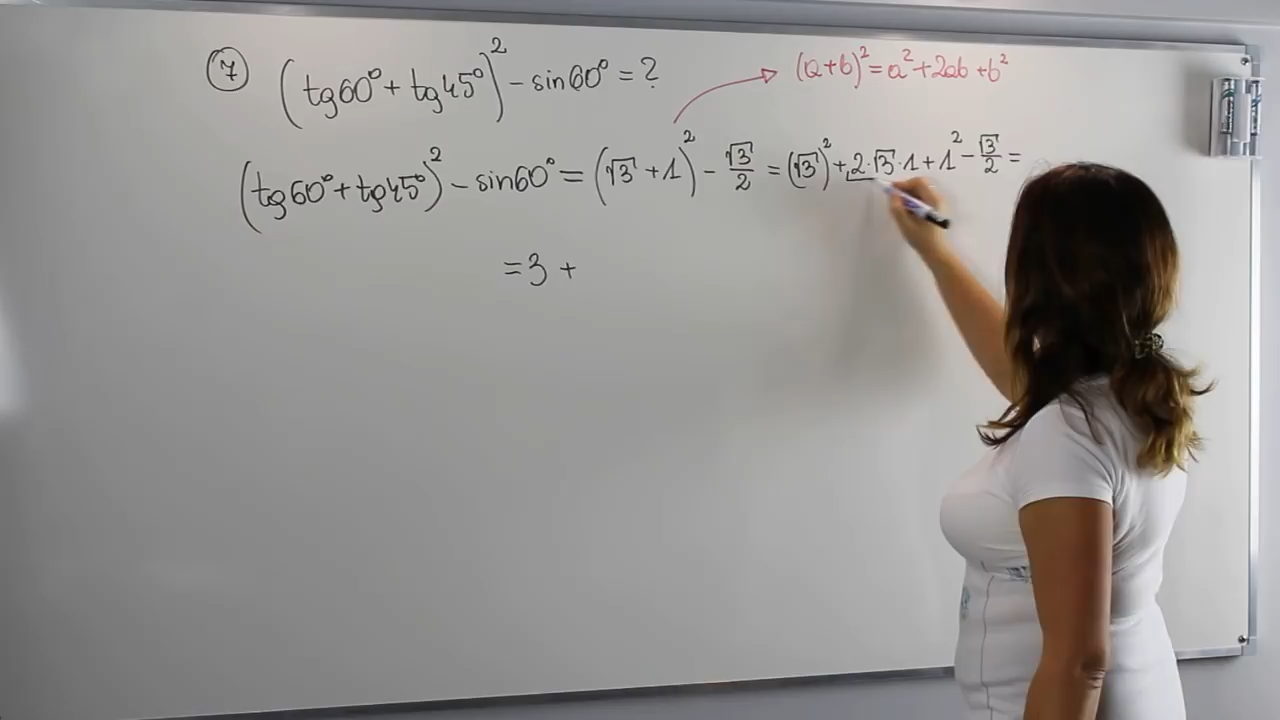 7 (tg60°+tg45°)² - sin60° = ?
(a+b)² = a² + 2ab + b²
(tg60°+tg45°)² - sin60° = (√3+1)² - √3/2 = (√3)² + 2·√3·1 + 1² - √3/2 =
= 3 +